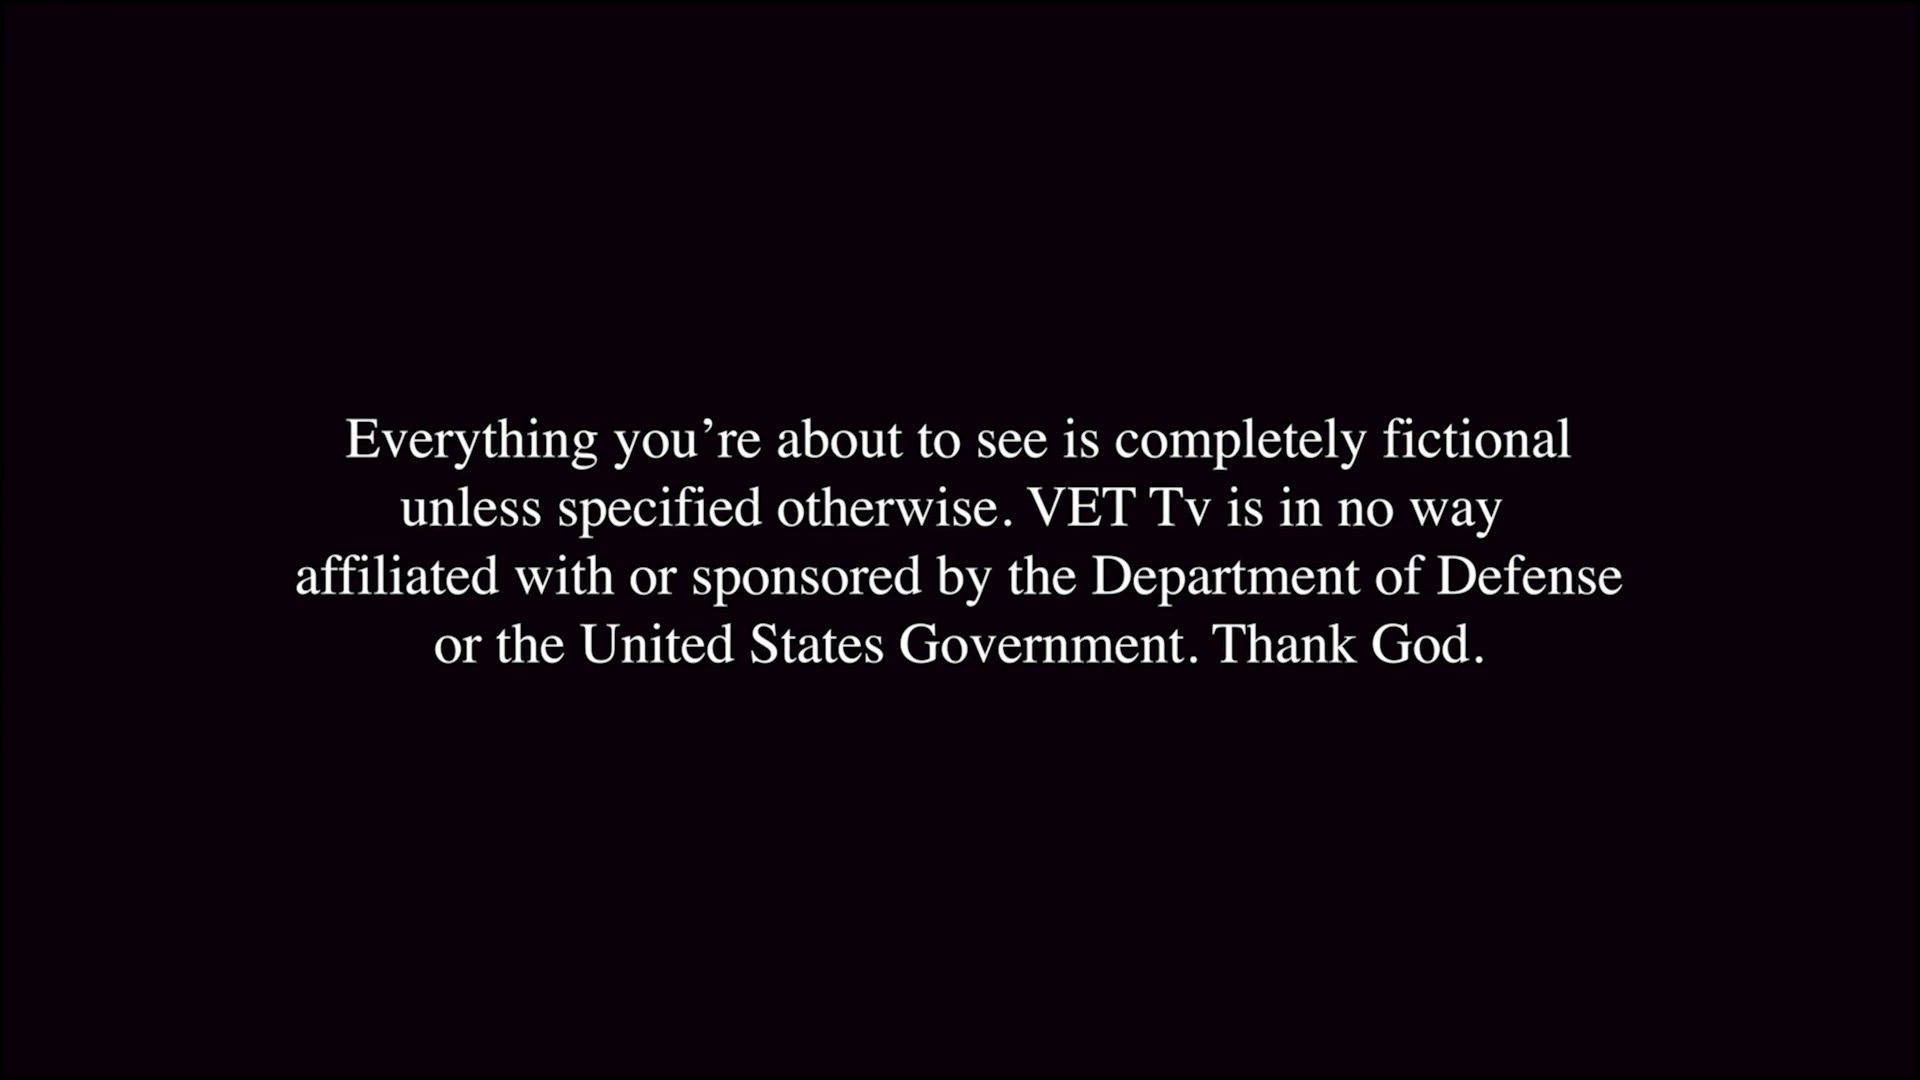 Everything you’re about to see is completely fictional
unless specified otherwise. VET Tv is in no way
affiliated with or sponsored by the Department of Defense
or the United States Government. Thank God.